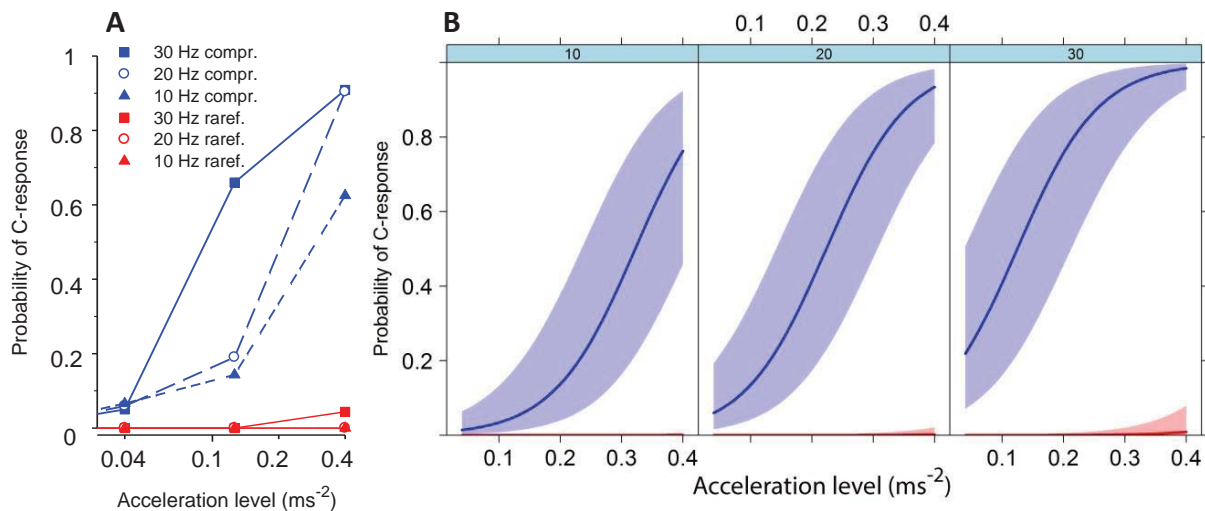 A
Probability of C-response
1
0.8
0.6
0.4
0.2
0
30 Hz compr.
20 Hz compr.
10 Hz compr.
30 Hz raref.
20 Hz raref.
10 Hz raref.
0.04 0.1 0.2 0.4
Acceleration level (ms-2)
B
0.1 0.2 0.3 0.4
10 20 30
Probability of C-response
0.8
0.6
0.4
0.2
0.1 0.2 0.3 0.4 0.1 0.2 0.3 0.4
Acceleration level (ms-2)